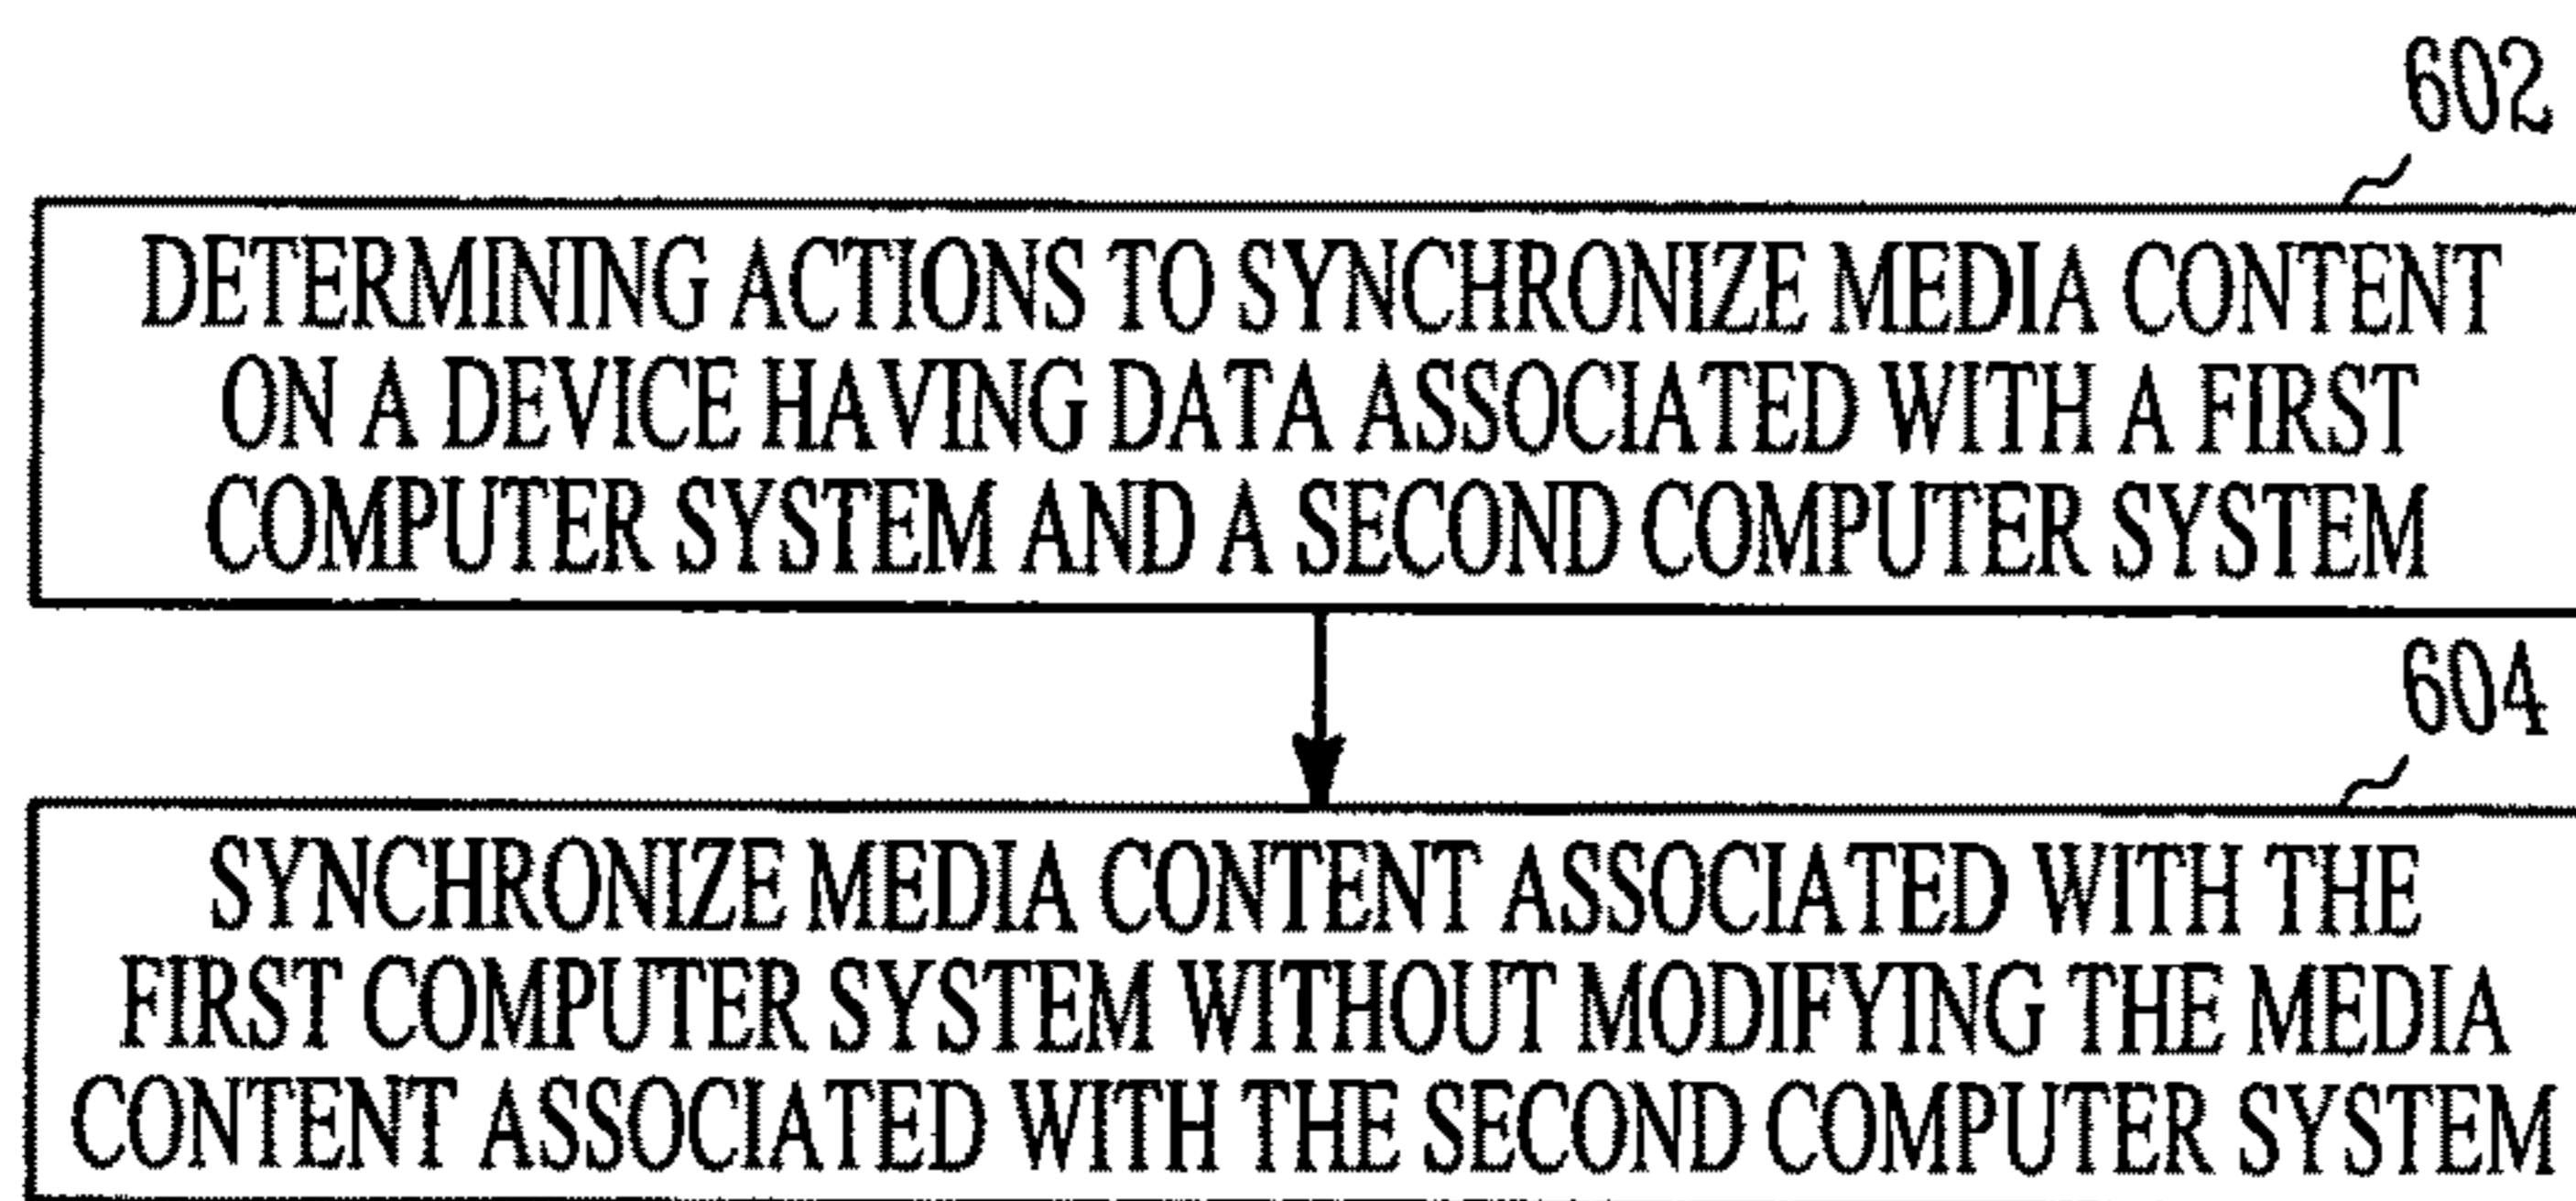 602
DETERMINING ACTIONS TO SYNCHRONIZE MEDIA CONTENT
ON A DEVICE HAVING DATA ASSOCIATED WITH A FIRST
COMPUTER SYSTEM AND A SECOND COMPUTER SYSTEM
604
SYNCHRONIZE MEDIA CONTENT ASSOCIATED WITH THE
FIRST COMPUTER SYSTEM WITHOUT MODIFYING THE MEDIA
CONTENT ASSOCIATED WITH THE SECOND COMPUTER SYSTEM